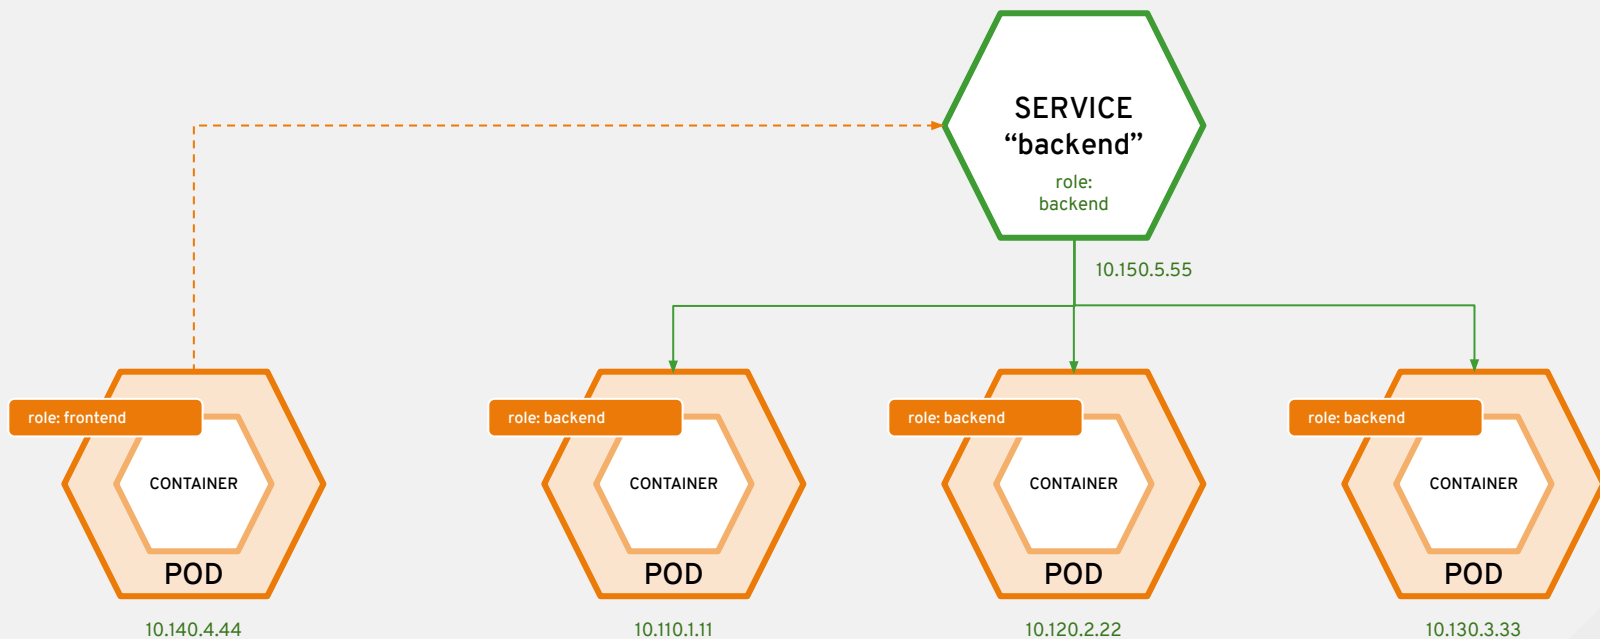 SERVICE
“backend”
role:
backend
10.150.5.55
role: frontend
CONTAINER
POD
10.140.4.44
role: backend
CONTAINER
POD
10.110.1.11
role: backend
CONTAINER
POD
10.120.2.22
role: backend
CONTAINER
POD
10.130.3.33